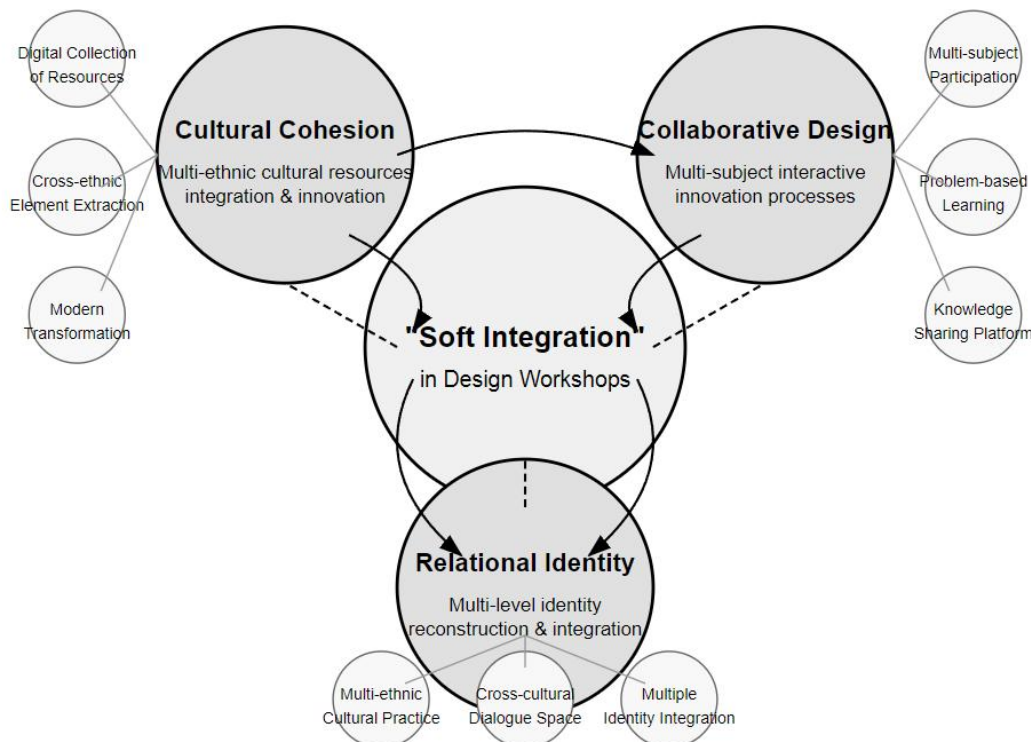 Digital Collection
of Resources
Cross-ethnic
Element Extraction
Modern
Transformation
Cultural Cohesion
Multi-ethnic cultural resources
integration & innovation
Collaborative Design
Multi-subject interactive
innovation processes
Multi-subject
Participation
Problem-based
Learning
Knowledge
Sharing Platform
"Soft Integration"
in Design Workshops
Relational Identity
Multi-level identity
reconstruction & integration
Multi-ethnic
Cultural Practice
Cross-cultural
Dialogue Space
Multiple
Identity Integration